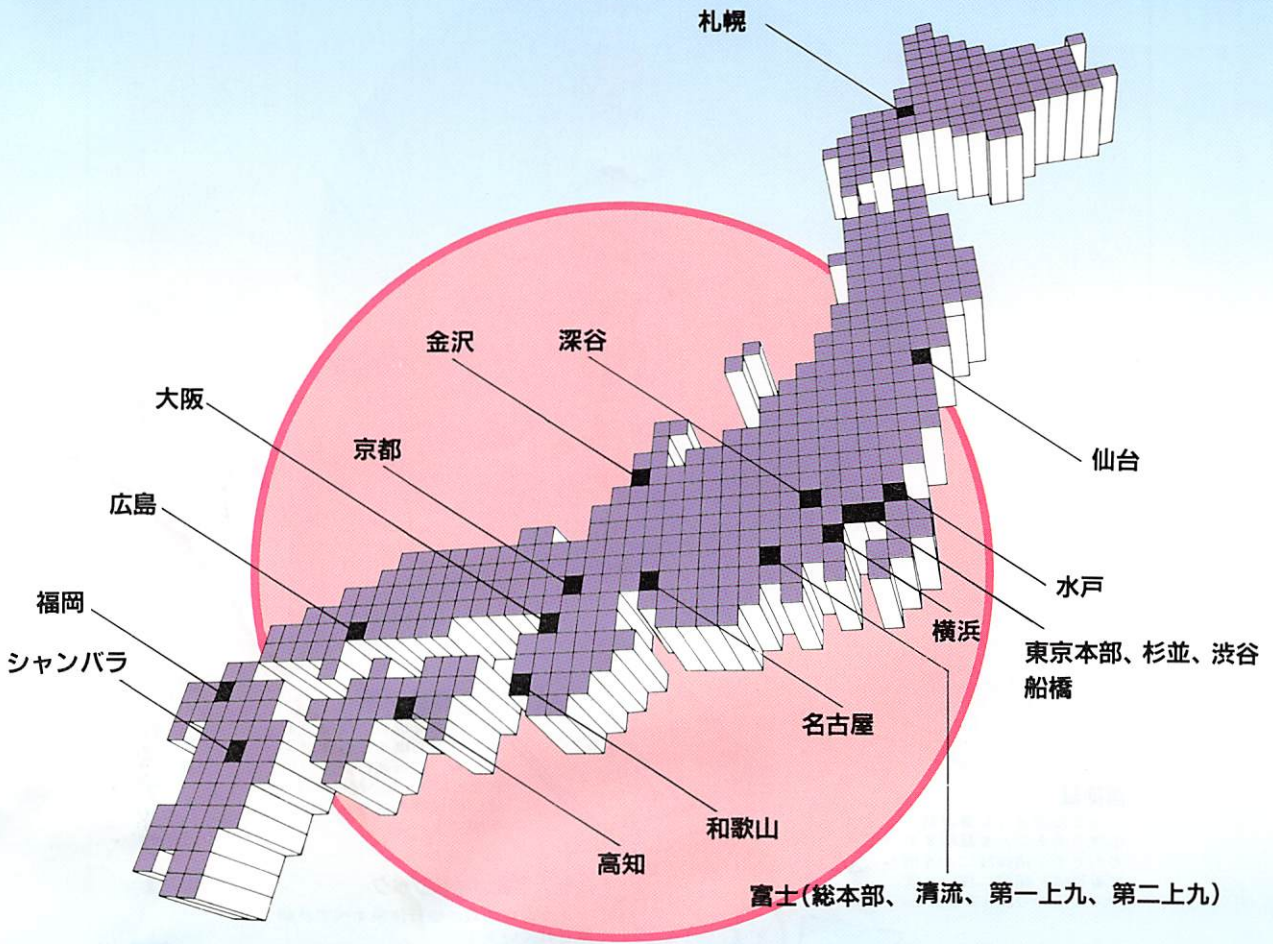 札幌
金沢
深谷
大阪
京都
仙台
広島
水戸
福岡
横浜
シャンバラ
東京本部、杉並、渋谷
船橋
名古屋
和歌山
高知
富士(総本部、清流、第一上九、第二上九)